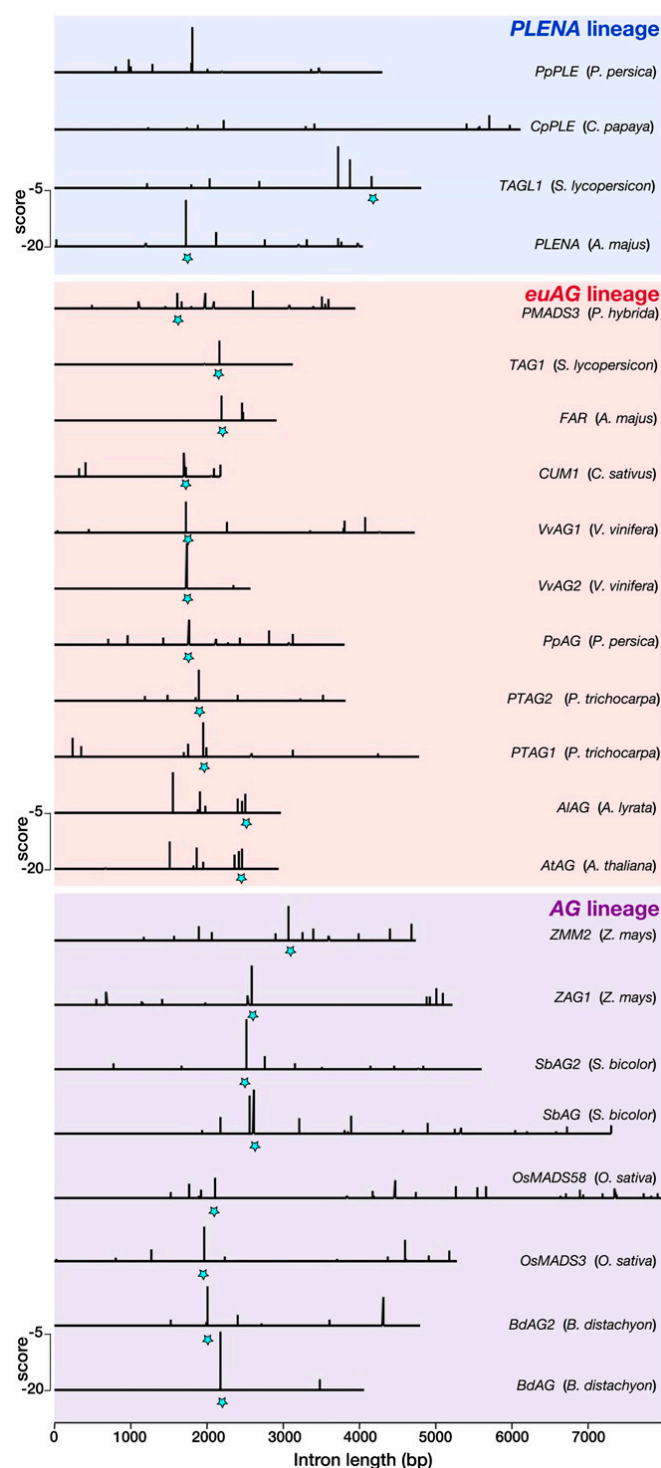 PLENA lineage
PpPLE (P. persica)
CpPLE (C. papaya)
TAGL1 (S. lycopersicon)
score
-5
-20
PLENA (A. majus)
euAG lineage
PMADS3 (P. hybrida)
TAG1 (S. lycopersicon)
FAR (A. majus)
CUM1 (C. sativus)
VvAG1 (V. vinifera)
VvAG2 (V. vinifera)
PpAG (P. persica)
PTAG2 (P. trichocarpa)
PTAG1 (P. trichocarpa)
AlAG (A. lyrata)
score
-5
-20
AtAG (A. thaliana)
AG lineage
ZMM2 (Z. mays)
ZAG1 (Z. mays)
SbAG2 (S. bicolor)
SbAG (S. bicolor)
OsMADS58 (O. sativa)
OsMADS3 (O. sativa)
BdAG2 (B. distachyon)
score
-5
-20
BdAG (B. distachyon)
0 1000 2000 3000 4000 5000 6000 7000
Intron length (bp)